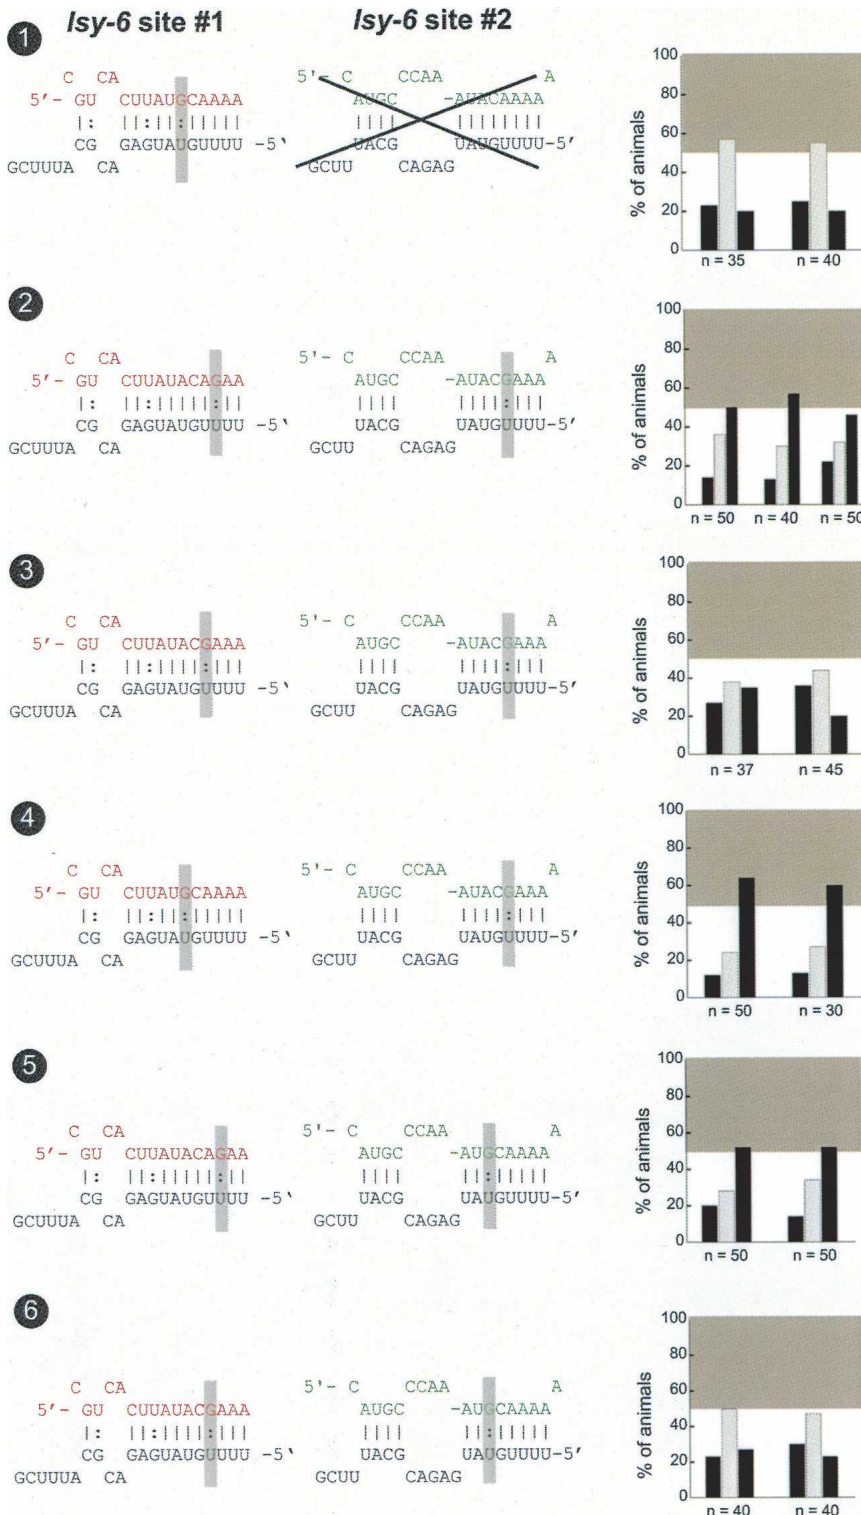 lsy-6 site #1 lsy-6 site #2
1
C CA 5'- C CCAA A
5'- GU CUUAUGCAAAA AUGC -AUACAAAA
|: ||:||:||||| |||| |||||||
CG GAGUAUGUUUU -5' UACG UAUGUUUU-5'
GCUUUA CA GCUU CAGAG
100
80
60
40
20
0
% of animals
n = 35 n = 40
2
C CA 5'- C CCAA A
5'- GU CUUAUACAGAA AUGC -AUACGAAA
|: ||:|||||:|| |||| ||||:|||
CG GAGUAUGUUUU -5' UACG UAUGUUUU-5'
GCUUUA CA GCUU CAGAG
100
80
60
40
20
0
% of animals
n = 50 n = 40 n = 50
3
C CA 5'- C CCAA A
5'- GU CUUAUACGAAA AUGC -AUACGAAA
|: ||:||||:||| |||| ||||:|||
CG GAGUAUGUUUU -5' UACG UAUGUUUU-5'
GCUUUA CA GCUU CAGAG
100
80
60
40
20
0
% of animals
n = 37 n = 45
4
C CA 5'- C CCAA A
5'- GU CUUAUGCAAAA AUGC -AUACGAAA
|: ||:||:||||| |||| ||||:|||
CG GAGUAUGUUUU -5' UACG UAUGUUUU-5'
GCUUUA CA GCUU CAGAG
100
80
60
40
20
0
% of animals
n = 50 n = 30
5
C CA 5'- C CCAA A
5'- GU CUUAUACAGAA AUGC -AUGCAAAA
|: ||:|||||:|| |||| ||:|||||
CG GAGUAUGUUUU -5' UACG UAUGUUUU-5'
GCUUUA CA GCUU CAGAG
100
80
60
40
20
0
% of animals
n = 50 n = 50
6
C CA 5'- C CCAA A
5'- GU CUUAUACGAAA AUGC -AUGCAAAA
|: ||:||||:||| |||| ||:|||||
CG GAGUAUGUUUU -5' UACG UAUGUUUU-5'
GCUUUA CA GCUU CAGAG
100
80
60
40
20
0
% of animals
n = 40 n = 40